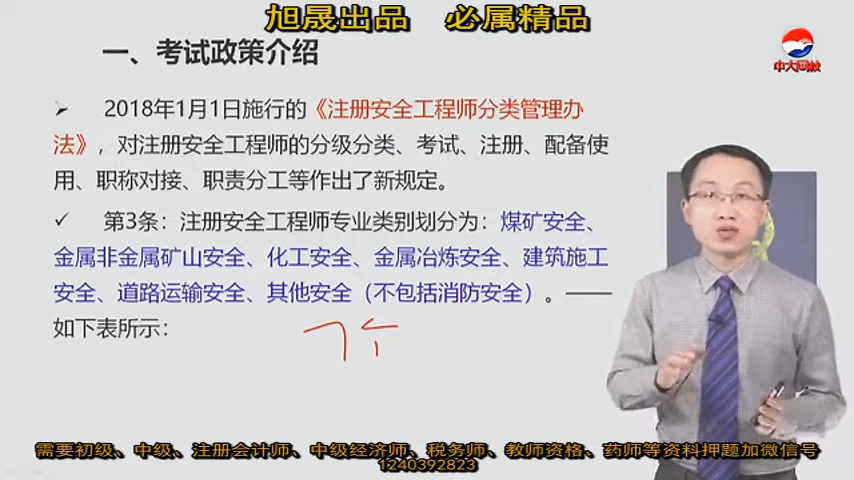 旭晟出品 必属精品
一、考试政策介绍
中大网校
➢ 2018年1月1日施行的《注册安全工程师分类管理办
法》，对注册安全工程师的分级分类、考试、注册、配备使
用、职称对接、职责分工等作出了新规定。
✓ 第3条：注册安全工程师专业类别划分为：煤矿安全、
金属非金属矿山安全、化工安全、金属冶炼安全、建筑施工
安全、道路运输安全、其他安全（不包括消防安全）。——
如下表所示：
7个
需要初级、中级、注册会计师、中级经济师、税务师、教师资格、药师等资料押题加微信号
1240392823